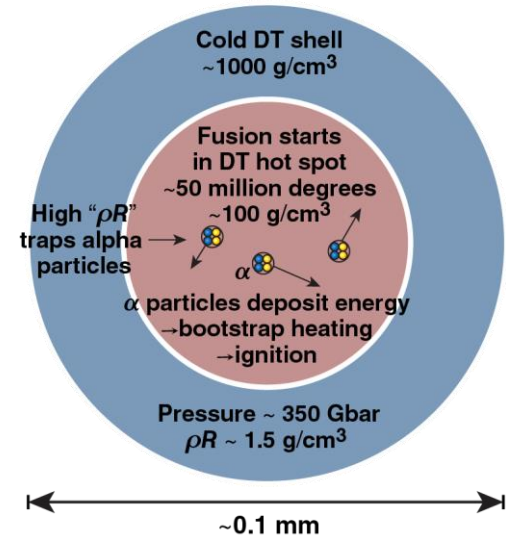 Cold DT shell
~1000 g/cm³
Fusion starts
in DT hot spot
~50 million degrees
~100 g/cm³
High “ρR”
traps alpha
particles
α
α particles deposit energy
→bootstrap heating
→ignition
Pressure ~ 350 Gbar
ρR ~ 1.5 g/cm³
~0.1 mm